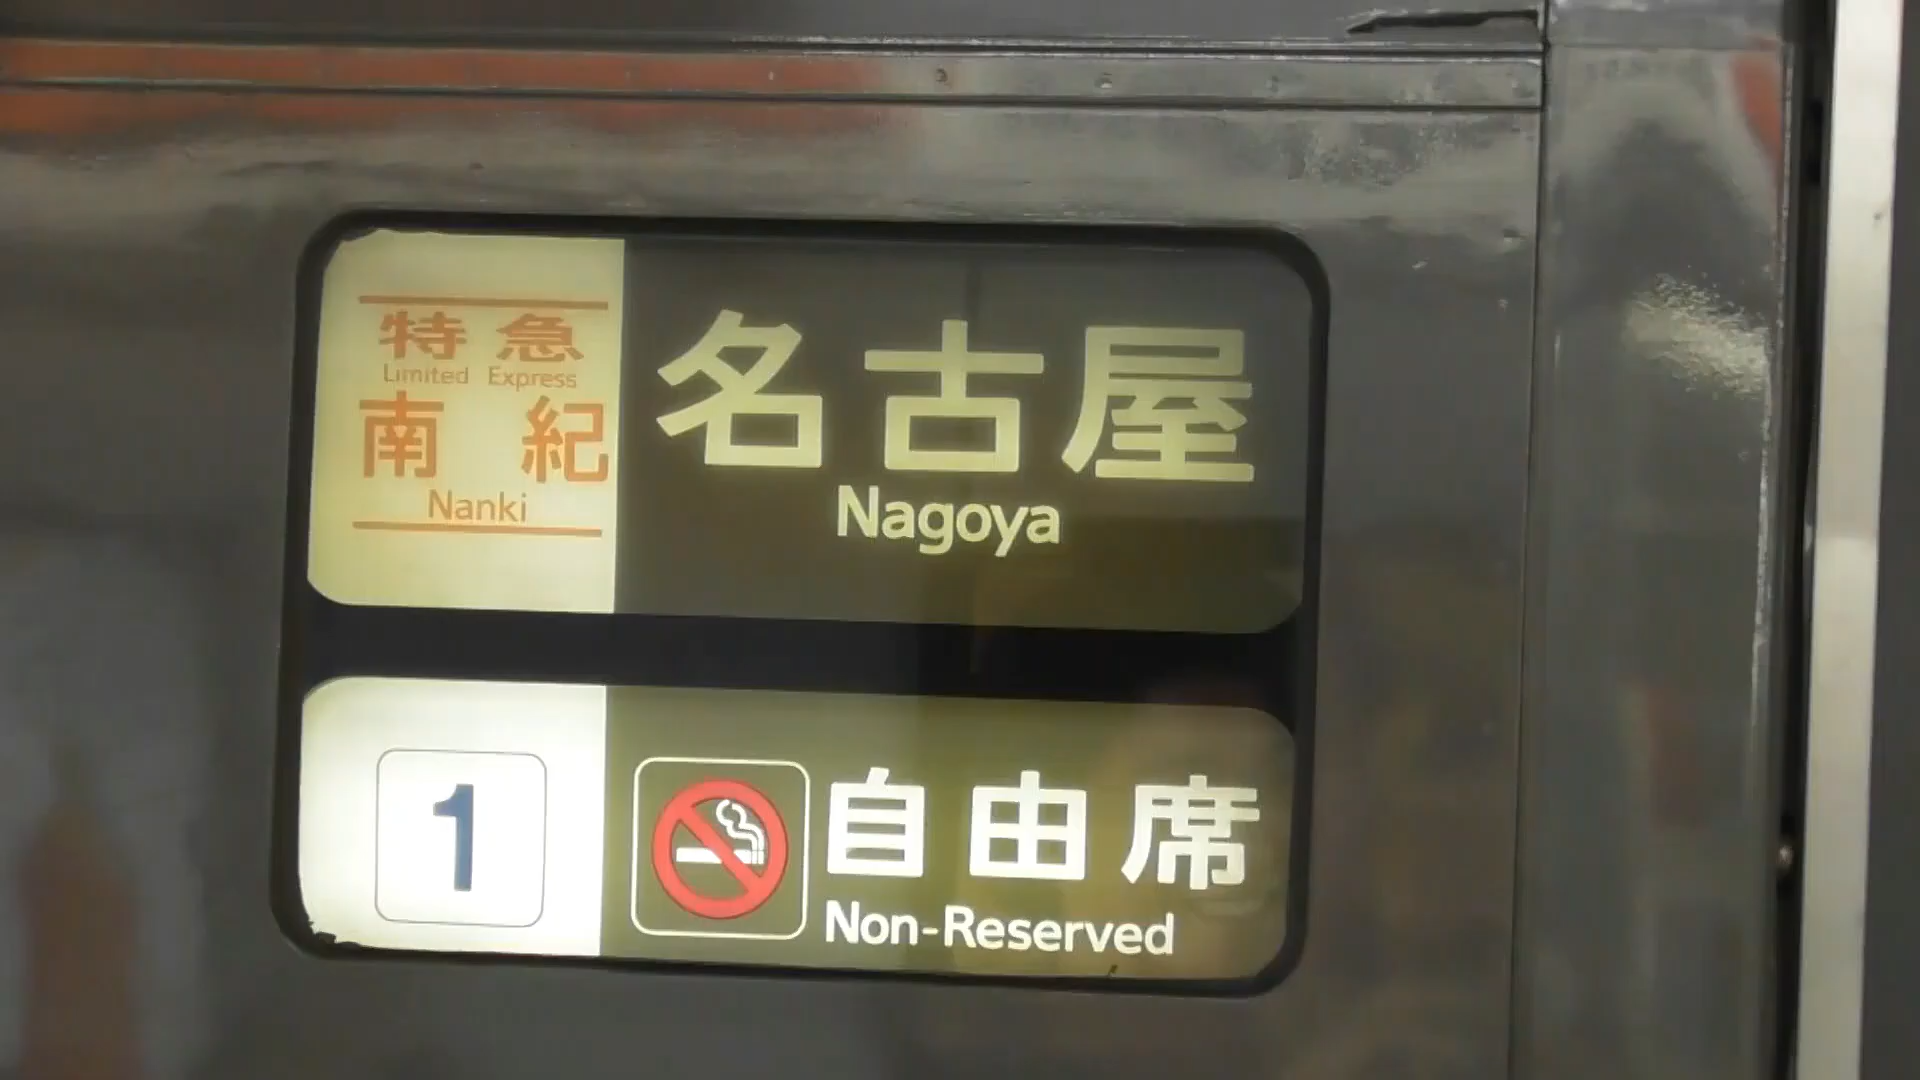 特急
Limited Express
南紀
Nanki
名古屋
Nagoya
1
自由席
Non-Reserved